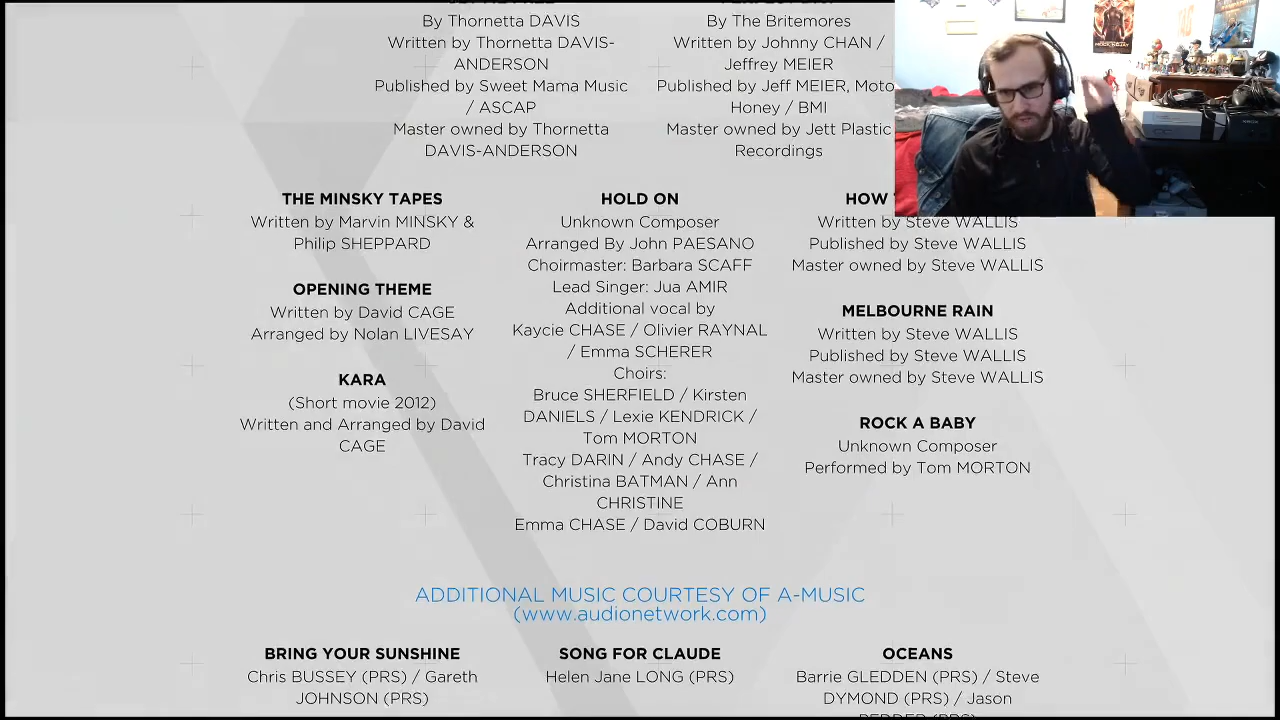 By Thornetta DAVIS
Written by Thornetta DAVIS-
ANDERSON
Published by Sweet Mama Music
/ ASCAP
Master owned by Thornetta
DAVIS-ANDERSON
By The Britemores
Written by Johnny CHAN /
Jeffrey MEIER
Published by Jeff MEIER, Moto
Honey / BMI
Master owned by Jett Plastic
Recordings
THE MINSKY TAPES
Written by Marvin MINSKY &
Philip SHEPPARD
OPENING THEME
Written by David CAGE
Arranged by Nolan LIVESAY
KARA
(Short movie 2012)
Written and Arranged by David
CAGE
HOLD ON
Unknown Composer
Arranged By John PAESANO
Choirmaster: Barbara SCAFF
Lead Singer: Jua AMIR
Additional vocal by
Kaycie CHASE / Olivier RAYNAL
/ Emma SCHERER
Choirs:
Bruce SHERFIELD / Kirsten
DANIELS / Lexie KENDRICK /
Tom MORTON
Tracy DARIN / Andy CHASE /
Christina BATMAN / Ann
CHRISTINE
Emma CHASE / David COBURN
HOW
Written by Steve WALLIS
Published by Steve WALLIS
Master owned by Steve WALLIS
MELBOURNE RAIN
Written by Steve WALLIS
Published by Steve WALLIS
Master owned by Steve WALLIS
ROCK A BABY
Unknown Composer
Performed by Tom MORTON
ADDITIONAL MUSIC COURTESY OF A-MUSIC
(www.audionetwork.com)
BRING YOUR SUNSHINE
Chris BUSSEY (PRS) / Gareth
JOHNSON (PRS)
SONG FOR CLAUDE
Helen Jane LONG (PRS)
OCEANS
Barrie GLEDDEN (PRS) / Steve
DYMOND (PRS) / Jason